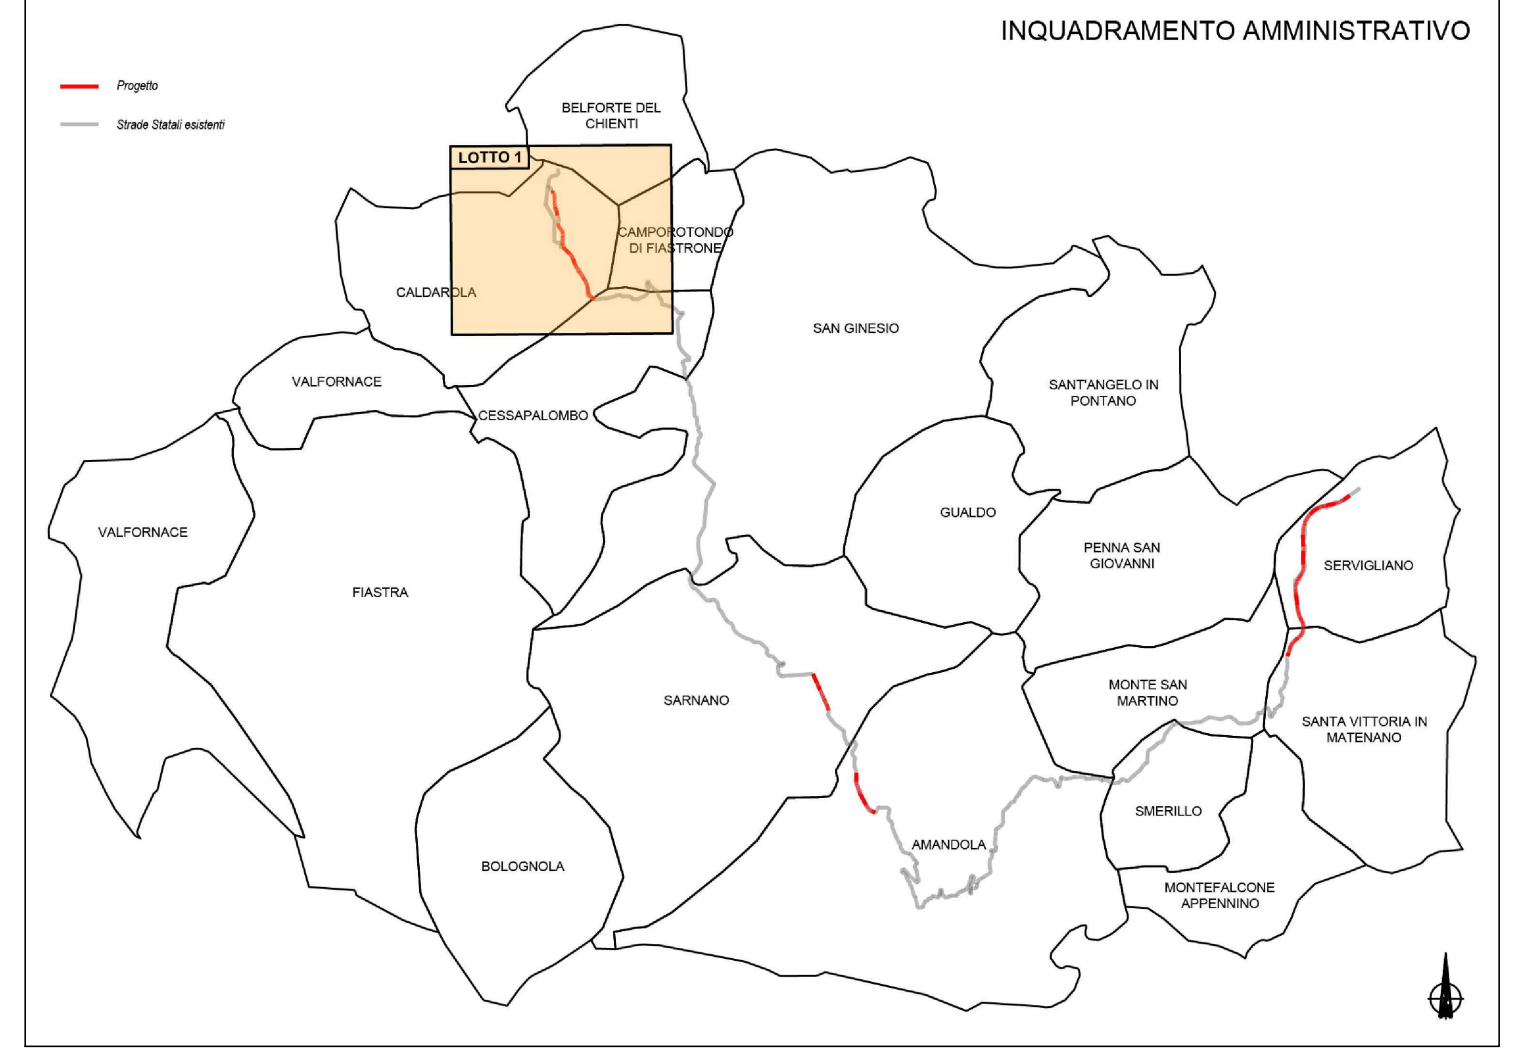 INQUADRAMENTO AMMINISTRATIVO
Progetto
Strade Statali esistenti
BELFORTE DEL
CHIENTI
LOTTO 1
CAMPOROTONDO
DI FIASTRONE
CALDAROLA
SAN GINESIO
VALFORNACE
SANT'ANGELO IN
PONTANO
CESSAPALOMBO
GUALDO
VALFORNACE
PENNA SAN
GIOVANNI
SERVIGLIANO
FIASTRA
SARNANO
MONTE SAN
MARTINO
SANTA VITTORIA IN
MATENANO
SMERILLO
AMANDOLA
BOLOGNOLA
MONTEFALCONE
APPENNINO